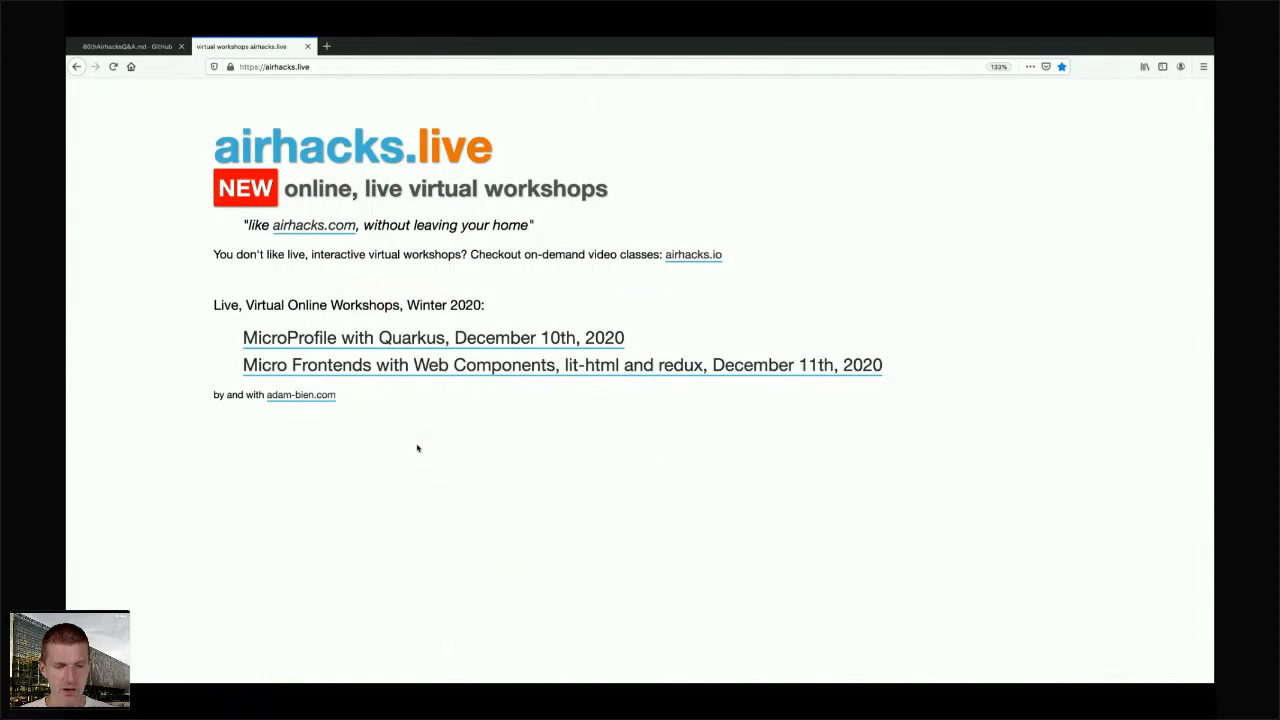 80thAirhacksQ&A.md · GitHub
virtual workshops airhacks.live
https://airhacks.live
133%
airhacks.live
NEW online, live virtual workshops
"like airhacks.com, without leaving your home"
You don't like live, interactive virtual workshops? Checkout on-demand video classes: airhacks.io
Live, Virtual Online Workshops, Winter 2020:
MicroProfile with Quarkus, December 10th, 2020
Micro Frontends with Web Components, lit-html and redux, December 11th, 2020
by and with adam-bien.com